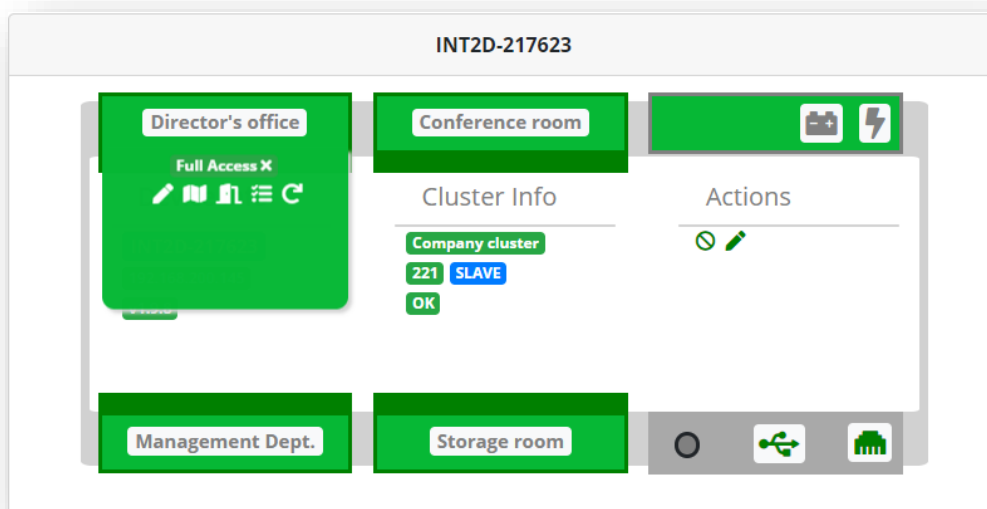 INT2D-217623
Director's office
Conference room
Full Access ×
Cluster Info
Actions
Company cluster
221 SLAVE
OK
Management Dept.
Storage room